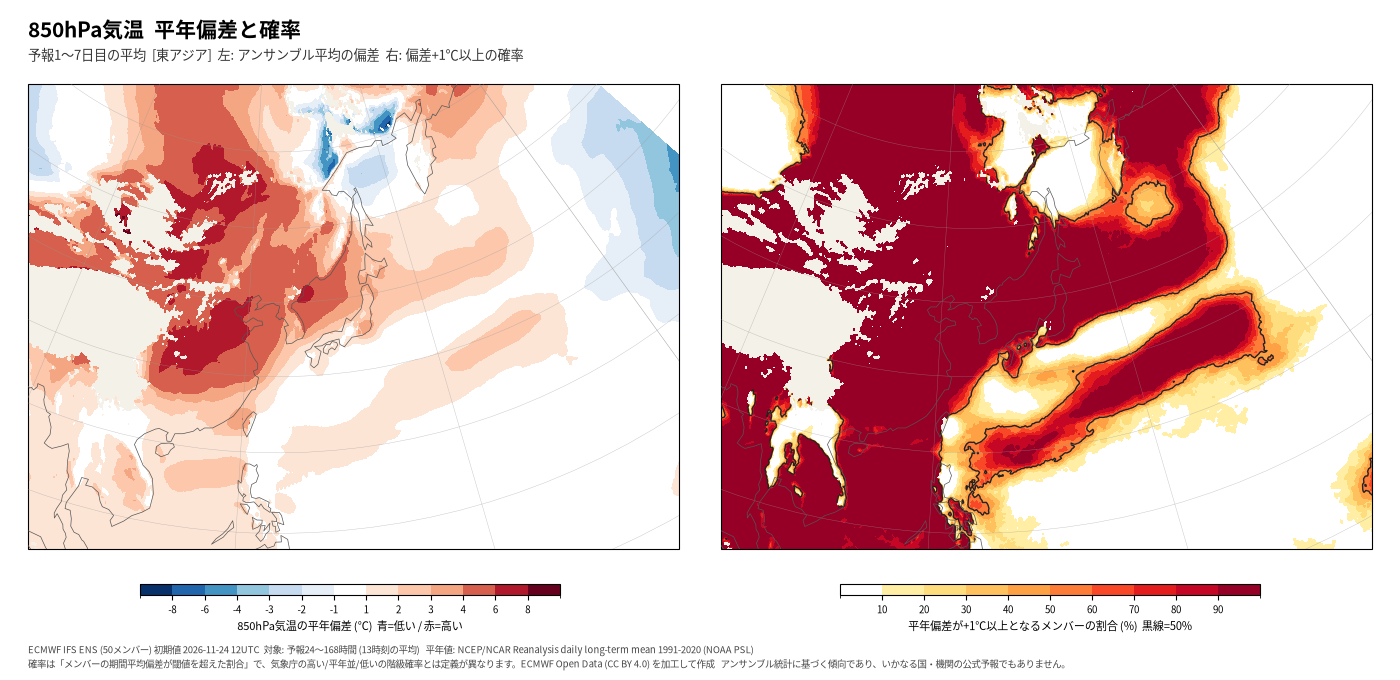 850hPa気温 平年偏差と確率
予報1〜7日目の平均 [東アジア] 左: アンサンブル平均の偏差 右: 偏差+1℃以上の確率
-8 -6 -4 -3 -2 -1 1 2 3 4 6 8
850hPa気温の平年偏差 (℃) 青=低い / 赤=高い
10 20 30 40 50 60 70 80 90
平年偏差が+1℃以上となるメンバーの割合 (%) 黒線=50%
ECMWF IFS ENS (50メンバー) 初期値 2026-11-24 12UTC 対象: 予報24〜168時間 (13時刻の平均) 平年値: NCEP/NCAR Reanalysis daily long-term mean 1991-2020 (NOAA PSL)
確率は「メンバーの期間平均偏差が閾値を超えた割合」で、気象庁の高い/平年並/低いの階級確率とは定義が異なります。ECMWF Open Data (CC BY 4.0) を加工して作成 アンサンブル統計に基づく傾向であり、いかなる国・機関の公式予報でもありません。